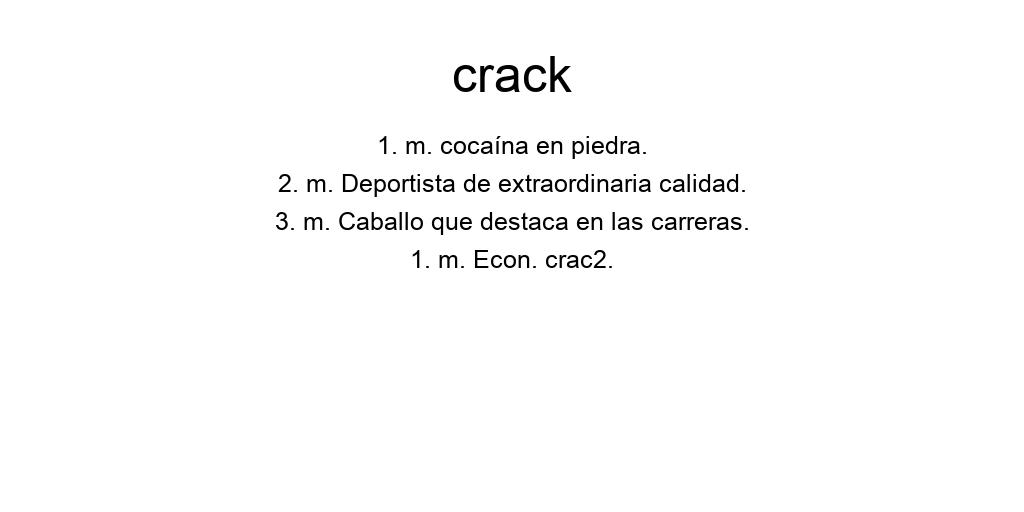 crack
1. m. cocaína en piedra.
2. m. Deportista de extraordinaria calidad.
3. m. Caballo que destaca en las carreras.
1. m. Econ. crac2.